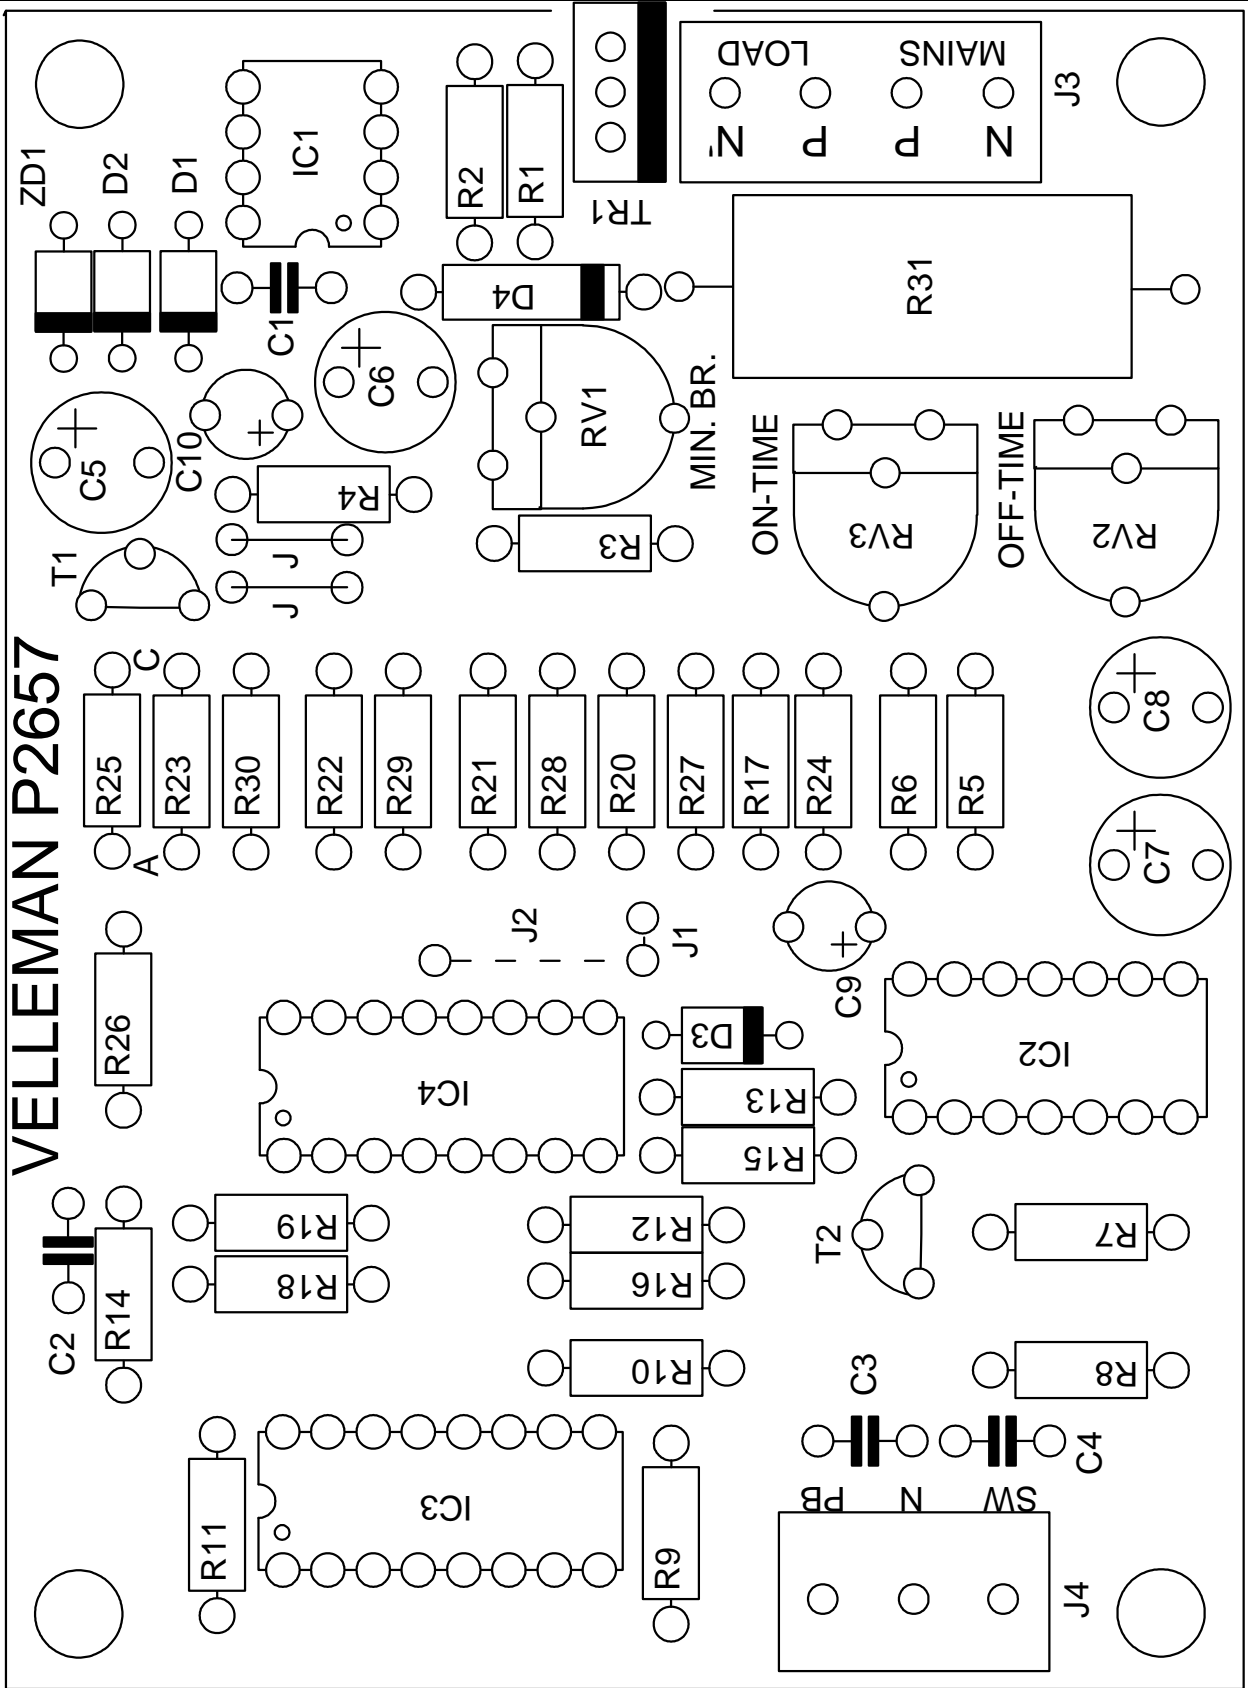 LOAD
MAINS
N'
P
P
N
J3
ZD1
D2
D1
IC1
R2
R1
TR1
R31
C1
D4
C6
C5
C10
R4
RV1
MIN. BR.
ON-TIME
RV3
OFF-TIME
RV2
R3
T1
J
J
VELLEMAN P2657
C
A
R25
R23
R30
R22
R29
R21
R28
R20
R27
R17
R24
R6
R5
C8
C7
J2
J1
C9
R26
IC4
D3
R13
R15
IC2
R19
R18
R12
R16
T2
R7
C2
R14
R10
C3
R8
C4
R11
IC3
R9
PB
N
SW
J4